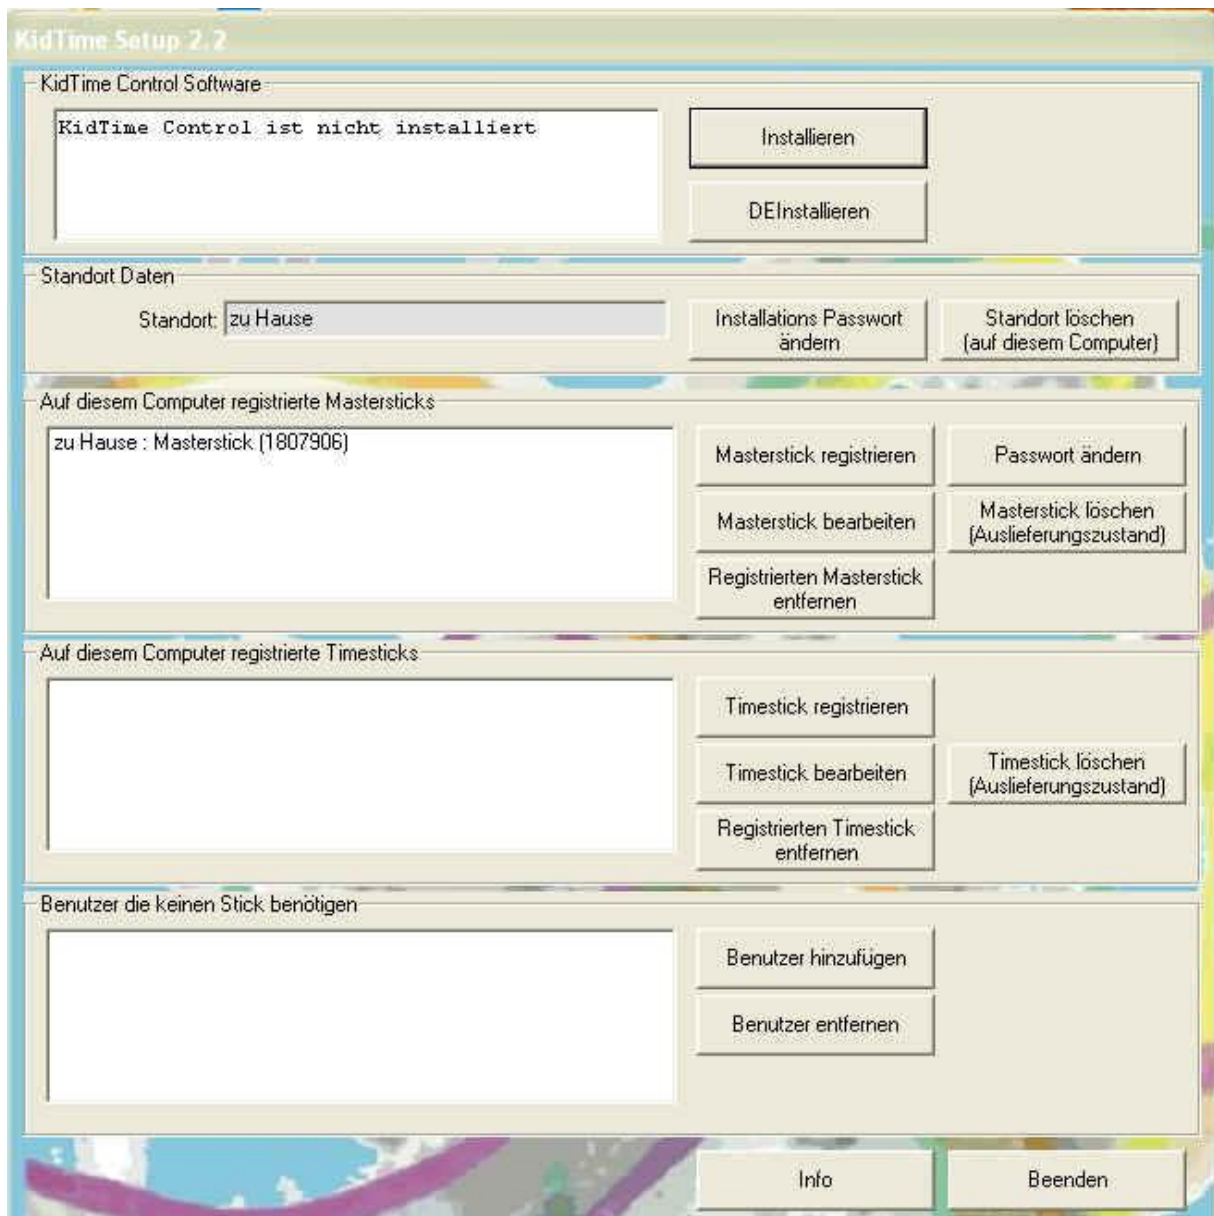 KidTime Setup 2.2
KidTime Control Software
KidTime Control ist nicht installiert
Installieren
DEInstallieren
Standort Daten
Standort: zu Hause
Installations Passwort
ändern
Standort löschen
(auf diesem Computer)
Auf diesem Computer registrierte Mastersticks
zu Hause : Masterstick (1807906)
Masterstick registrieren
Passwort ändern
Masterstick bearbeiten
Masterstick löschen
(Auslieferungszustand)
Registrierten Masterstick
entfernen
Auf diesem Computer registrierte Timesticks
Timestick registrieren
Timestick bearbeiten
Timestick löschen
(Auslieferungszustand)
Registrierten Timestick
entfernen
Benutzer die keinen Stick benötigen
Benutzer hinzufügen
Benutzer entfernen
Info
Beenden